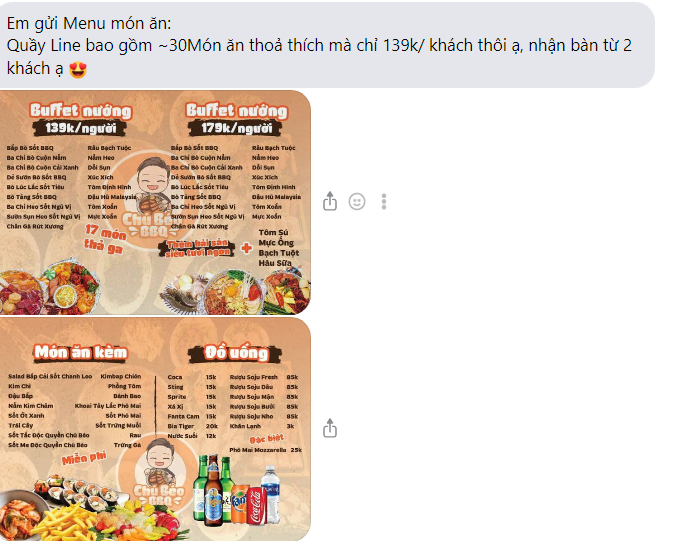 Em gửi Menu món ăn:
Quầy Line bao gồm ~30Món ăn thoả thích mà chỉ 139k/ khách thôi ạ, nhận bàn từ 2
khách ạ 😍
Buffet nướng
139k/người
Bắp Bò Sốt BBQ
Ba Chỉ Bò Cuộn Nấm
Ba Chỉ Bò Cuộn Cải Xanh
Dẻ Sườn Bò Sốt BBQ
Bò Lúc Lắc Sốt Tiêu
Bò Tảng Sốt BBQ
Ba Chỉ Heo Sốt Ngũ Vị
Sườn Sụn Heo Sốt Ngũ Vị
Chân Gà Rút Xương
Râu Bạch Tuộc
Nầm Heo
Dồi Sụn
Xúc Xích
Tôm Định Hình
Đậu Hũ Malaysia
Tôm Xoắn
Mực Xoắn
17 món
thả ga
Buffet nướng
179k/người
Bắp Bò Sốt BBQ
Ba Chỉ Bò Cuộn Nấm
Ba Chỉ Bò Cuộn Cải Xanh
Dẻ Sườn Bò Sốt BBQ
Bò Lúc Lắc Sốt Tiêu
Bò Tảng Sốt BBQ
Ba Chỉ Heo Sốt Ngũ Vị
Sườn Sụn Heo Sốt Ngũ Vị
Chân Gà Rút Xương
Râu Bạch Tuộc
Nầm Heo
Dồi Sụn
Xúc Xích
Tôm Định Hình
Đậu Hũ Malaysia
Tôm Xoắn
Mực Xoắn
Thêm hải sản
siêu tươi ngon
+
Tôm Sú
Mực Ống
Bạch Tuột
Hàu Sữa
Chú Béo
BBQ
Món ăn kèm
Salad Bắp Cải Sốt Chanh Leo
Kim Chi
Đậu Bắp
Nấm Kim Châm
Sốt Ớt Xanh
Trái Cây
Sốt Tắc Độc Quyền Chú Béo
Sốt Me Độc Quyền Chú Béo
Kimbap Chiên
Phồng Tôm
Bánh Bao
Khoai Tây Lắc Phô Mai
Sốt Phô Mai
Sốt Trứng Muối
Rau
Trứng Gà
Miễn phí
Đồ uống
Coca 15k
Sting 15k
Sprite 15k
Xá Xị 15k
Fanta Cam 15k
Bia Tiger 20k
Nước Suối 12k
Rượu Soju Fresh 85k
Rượu Soju Dâu 85k
Rượu Soju Mận 85k
Rượu Soju Bưởi 85k
Rượu Soju Nho 85k
Khăn Lạnh 3k
Đặc biệt
Phô Mai Mozzarella 25k
Chú Béo
BBQ
Coca-Cola